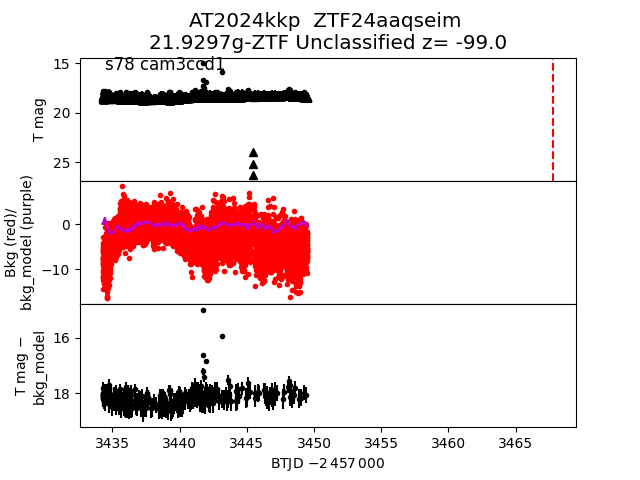 AT2024kkp  ZTF24aaqseim
21.9297g-ZTF Unclassified z= -99.0
s78 cam3ccd1
15
20
25
T mag
0
−10
Bkg (red)/
bkg_model (purple)
16
18
T mag −
bkg_model
3435 3440 3445 3450 3455 3460 3465
BTJD −2 457 000